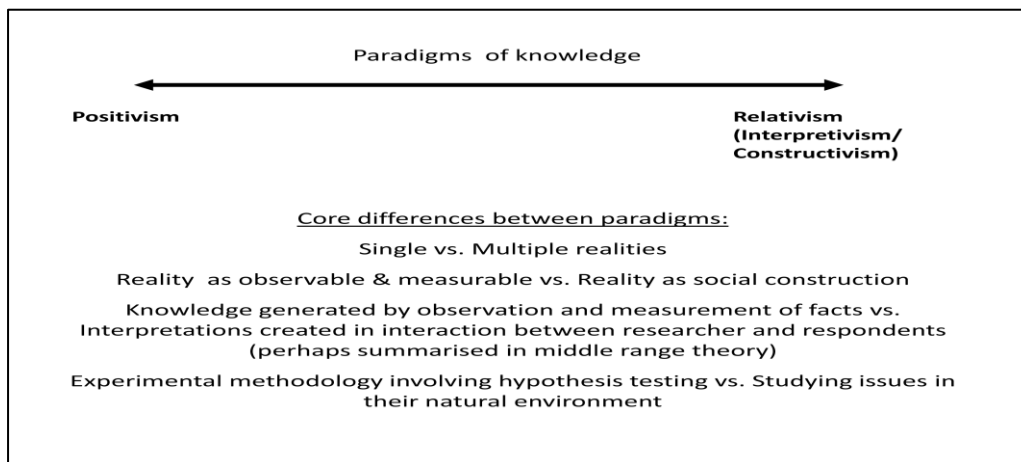 Paradigms of knowledge
Positivism
Relativism
(Interpretivism/
Constructivism)
Core differences between paradigms:
Single vs. Multiple realities
Reality as observable & measurable vs. Reality as social construction
Knowledge generated by observation and measurement of facts vs.
Interpretations created in interaction between researcher and respondents
(perhaps summarised in middle range theory)
Experimental methodology involving hypothesis testing vs. Studying issues in
their natural environment